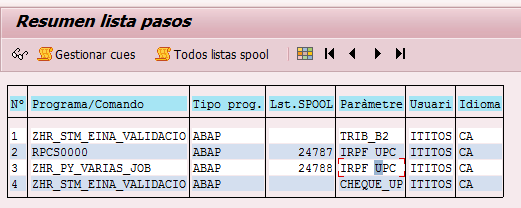 Resumen lista pasos
Gestionar cues Todos listas spool
Nº Programa/Comando Tipo prog. Lst.SPOOL Paràmetre Usuari Idioma
1 ZHR_STM_EINA_VALIDACIO ABAP TRIB_B2 ITITOS CA
2 RPCS0000 ABAP 24787 IRPF UPC ITITOS CA
3 ZHR_PY_VARIAS_JOB ABAP 24788 IRPF UPC ITITOS CA
4 ZHR_STM_EINA_VALIDACIO ABAP CHEQUE_UP ITITOS CA